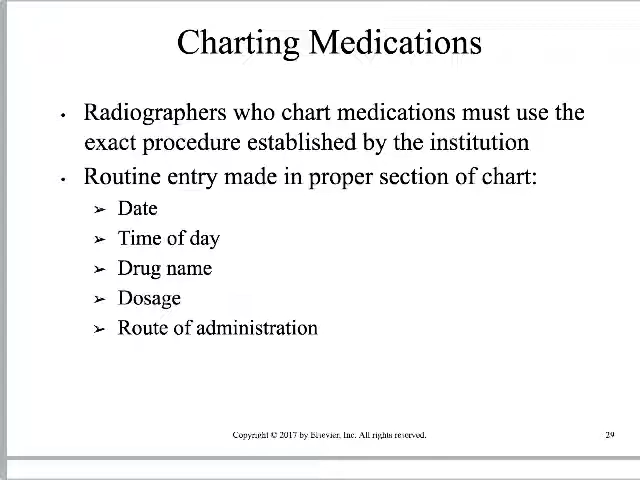 Charting Medications
• Radiographers who chart medications must use the
exact procedure established by the institution
• Routine entry made in proper section of chart:
➢ Date
➢ Time of day
➢ Drug name
➢ Dosage
➢ Route of administration
Copyright © 2017 by Elsevier, Inc. All rights reserved.
29